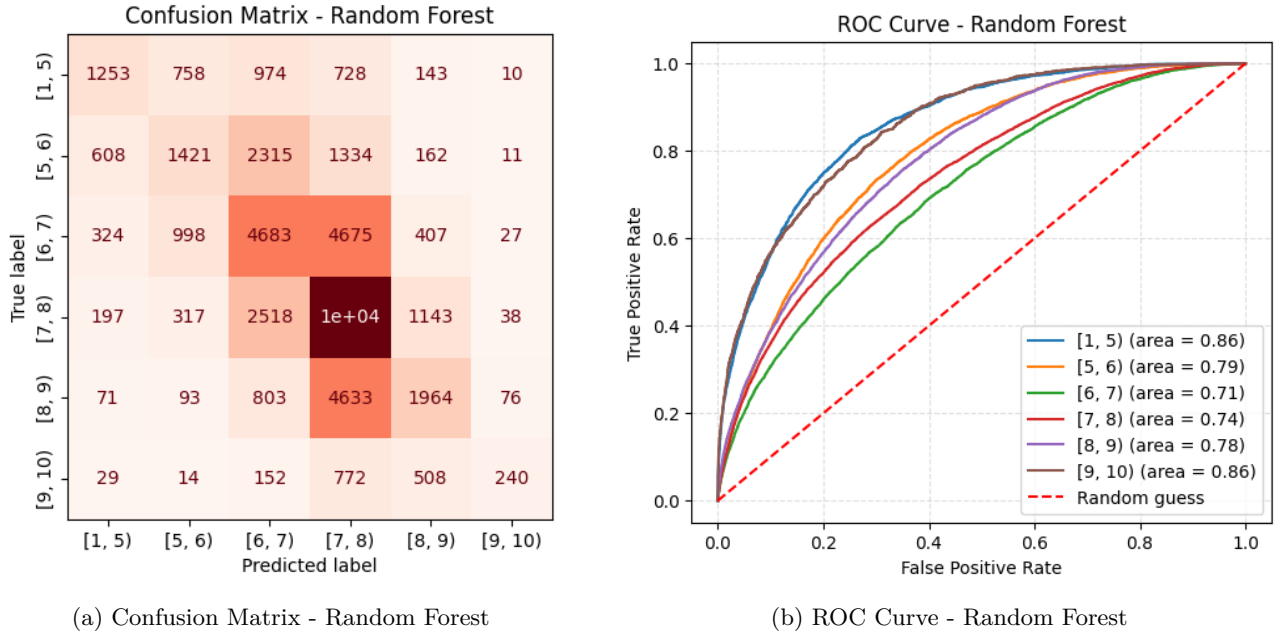 Confusion Matrix - Random Forest
True label
[1, 5) 1253 758 974 728 143 10
[5, 6) 608 1421 2315 1334 162 11
[6, 7) 324 998 4683 4675 407 27
[7, 8) 197 317 2518 1e+04 1143 38
[8, 9) 71 93 803 4633 1964 76
[9, 10) 29 14 152 772 508 240
[1, 5) [5, 6) [6, 7) [7, 8) [8, 9) [9, 10)
Predicted label
(a) Confusion Matrix - Random Forest
ROC Curve - Random Forest
True Positive Rate
1.0
0.8
0.6
0.4
0.2
0.0
[1, 5) (area = 0.86)
[5, 6) (area = 0.79)
[6, 7) (area = 0.71)
[7, 8) (area = 0.74)
[8, 9) (area = 0.78)
[9, 10) (area = 0.86)
Random guess
0.0 0.2 0.4 0.6 0.8 1.0
False Positive Rate
(b) ROC Curve - Random Forest